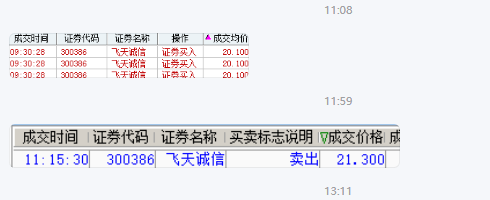 11:08
成交时间 证券代码 证券名称 操作 成交均价
09:30:28 300386 飞天诚信 证券买入 20.100
09:30:28 300386 飞天诚信 证券买入 20.100
09:30:28 300386 飞天诚信 证券买入 20.100
11:59
成交时间 证券代码 证券名称 买卖标志说明 成交价格 成
11:15:30 300386 飞天诚信 卖出 21.300
13:11